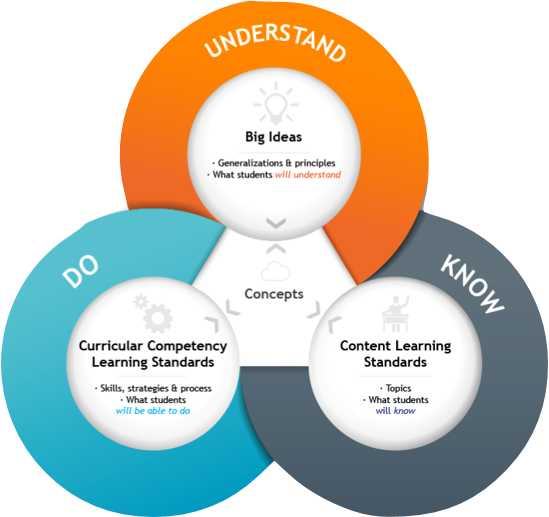 UNDERSTAND
Big Ideas
· Generalizations & principles
· What students will understand
DO
KNOW
Concepts
Curricular Competency
Learning Standards
· Skills, strategies & process
· What students
will be able to do
Content Learning
Standards
· Topics
· What students
will know